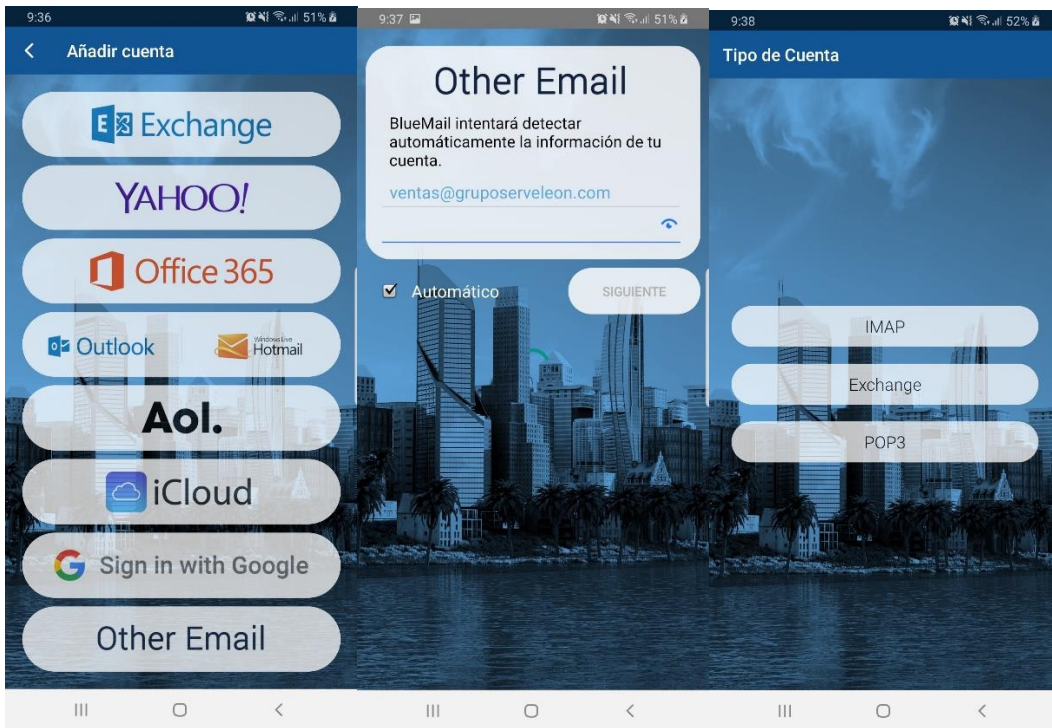 9:36
51%
Añadir cuenta
E Exchange
YAHOO!
Office 365
Outlook
Windows Live
Hotmail
Aol.
iCloud
G Sign in with Google
Other Email
9:37
51%
Other Email
BlueMail intentará detectar
automáticamente la información de tu
cuenta.
ventas@gruposerveleon.com
Automático
SIGUIENTE
9:38
52%
Tipo de Cuenta
IMAP
Exchange
POP3